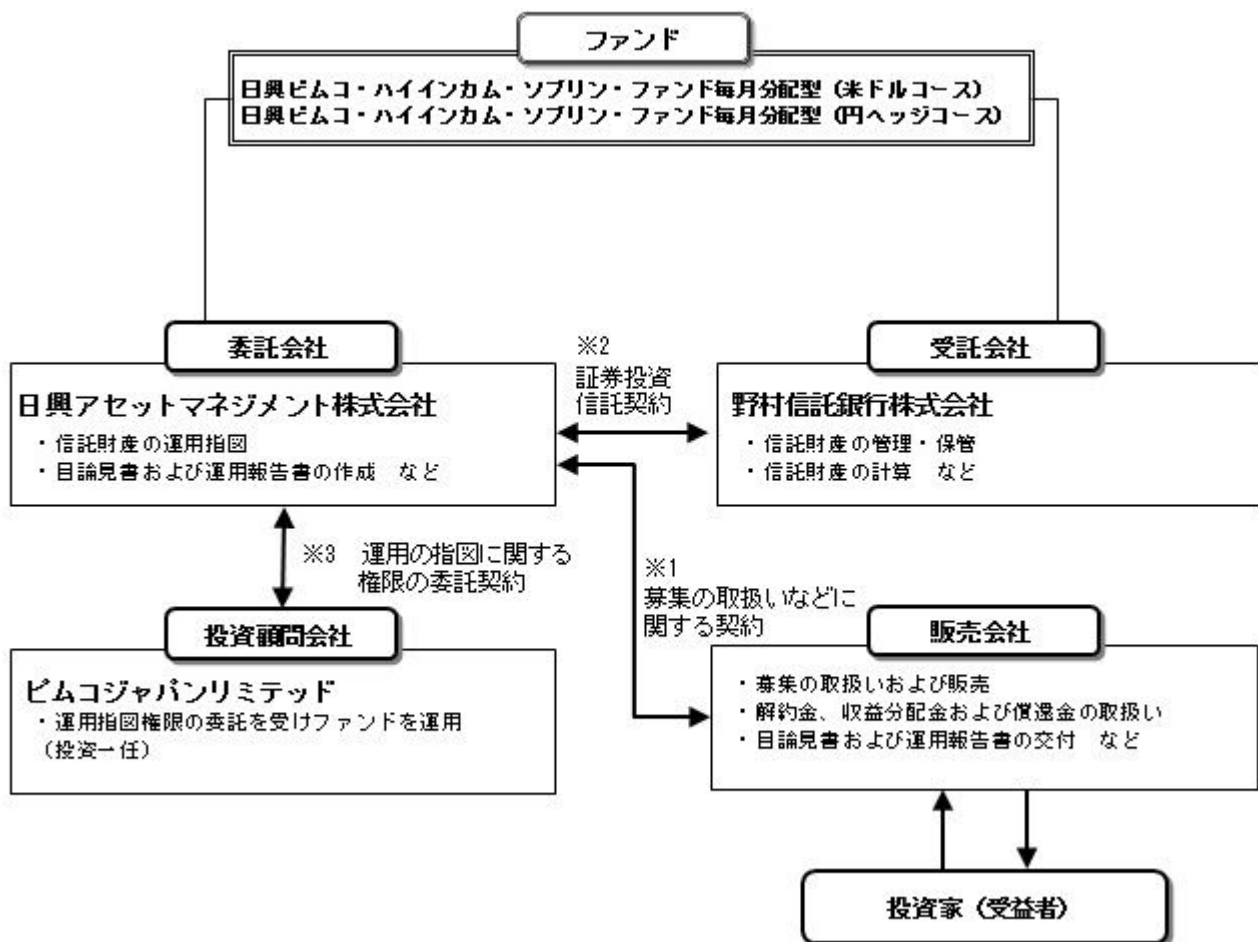 ファンド
日興ピムコ・ハイインカム・ソブリン・ファンド毎月分配型（米ドルコース）
日興ピムコ・ハイインカム・ソブリン・ファンド毎月分配型（円ヘッジコース）
委託会社
日興アセットマネジメント株式会社
・信託財産の運用指図
・目論見書および運用報告書の作成　など
※2
証券投資
信託契約
受託会社
野村信託銀行株式会社
・信託財産の管理・保管
・信託財産の計算　など
※3　運用の指図に関する
権限の委託契約
※1
募集の取扱いなどに
関する契約
投資顧問会社
ピムコジャパンリミテッド
・運用指図権限の委託を受けファンドを運用
（投資一任）
販売会社
・募集の取扱いおよび販売
・解約金、収益分配金および償還金の取扱い
・目論見書および運用報告書の交付　など
投資家（受益者）